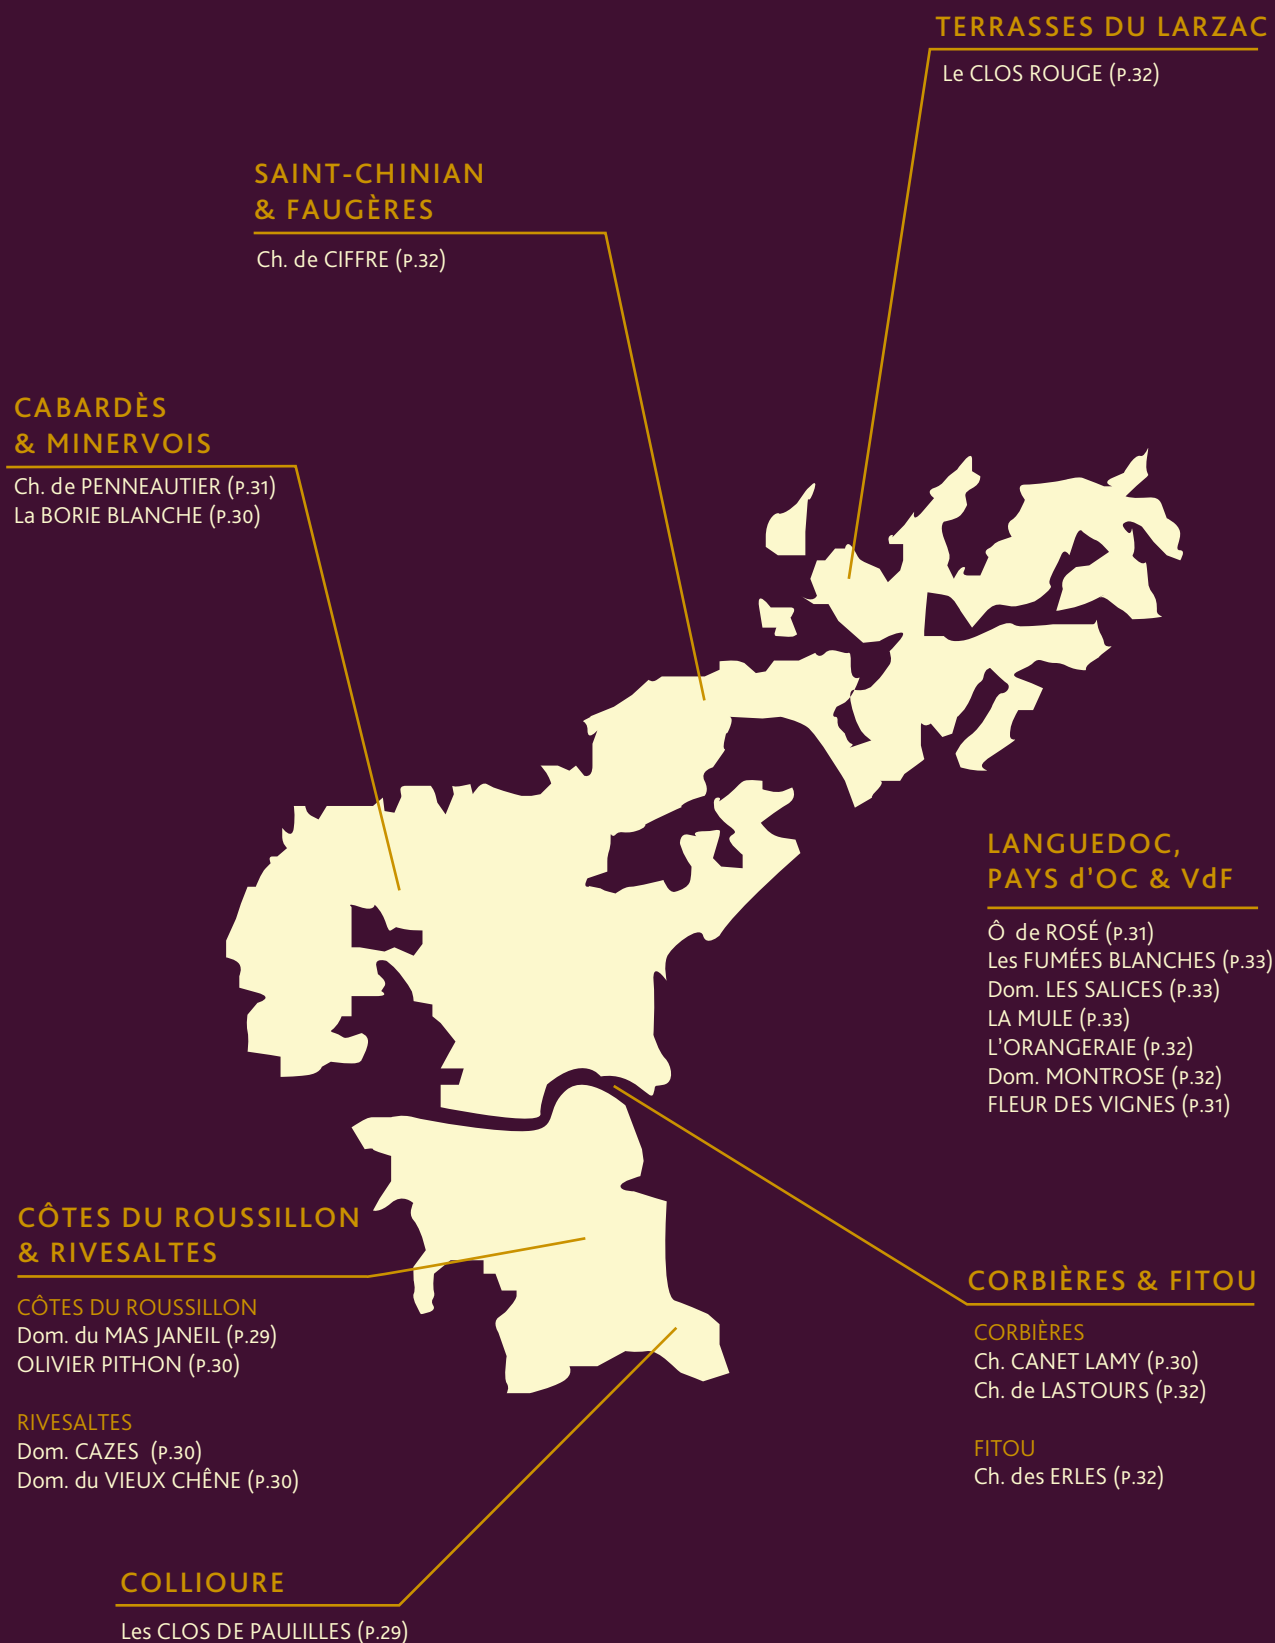 TERRASSES DU LARZAC
Le CLOS ROUGE (P.32)
SAINT-CHINIAN
& FAUGÈRES
Ch. de CIFFRE (P.32)
CABARDÈS
& MINERVOIS
Ch. de PENNEAUTIER (P.31)
La BORIE BLANCHE (P.30)
LANGUEDOC,
PAYS d'OC & VdF
Ô de ROSÉ (P.31)
Les FUMÉES BLANCHES (P.33)
Dom. LES SALICES (P.33)
LA MULE (P.33)
L'ORANGERAIE (P.32)
Dom. MONTROSE (P.32)
FLEUR DES VIGNES (P.31)
CÔTES DU ROUSSILLON
& RIVESALTES
CÔTES DU ROUSSILLON
Dom. du MAS JANEIL (P.29)
OLIVIER PITHON (P.30)
RIVESALTES
Dom. CAZES (P.30)
Dom. du VIEUX CHÊNE (P.30)
CORBIÈRES & FITOU
CORBIÈRES
Ch. CANET LAMY (P.30)
Ch. de LASTOURS (P.32)
FITOU
Ch. des ERLES (P.32)
COLLIOURE
Les CLOS DE PAULILLES (P.29)